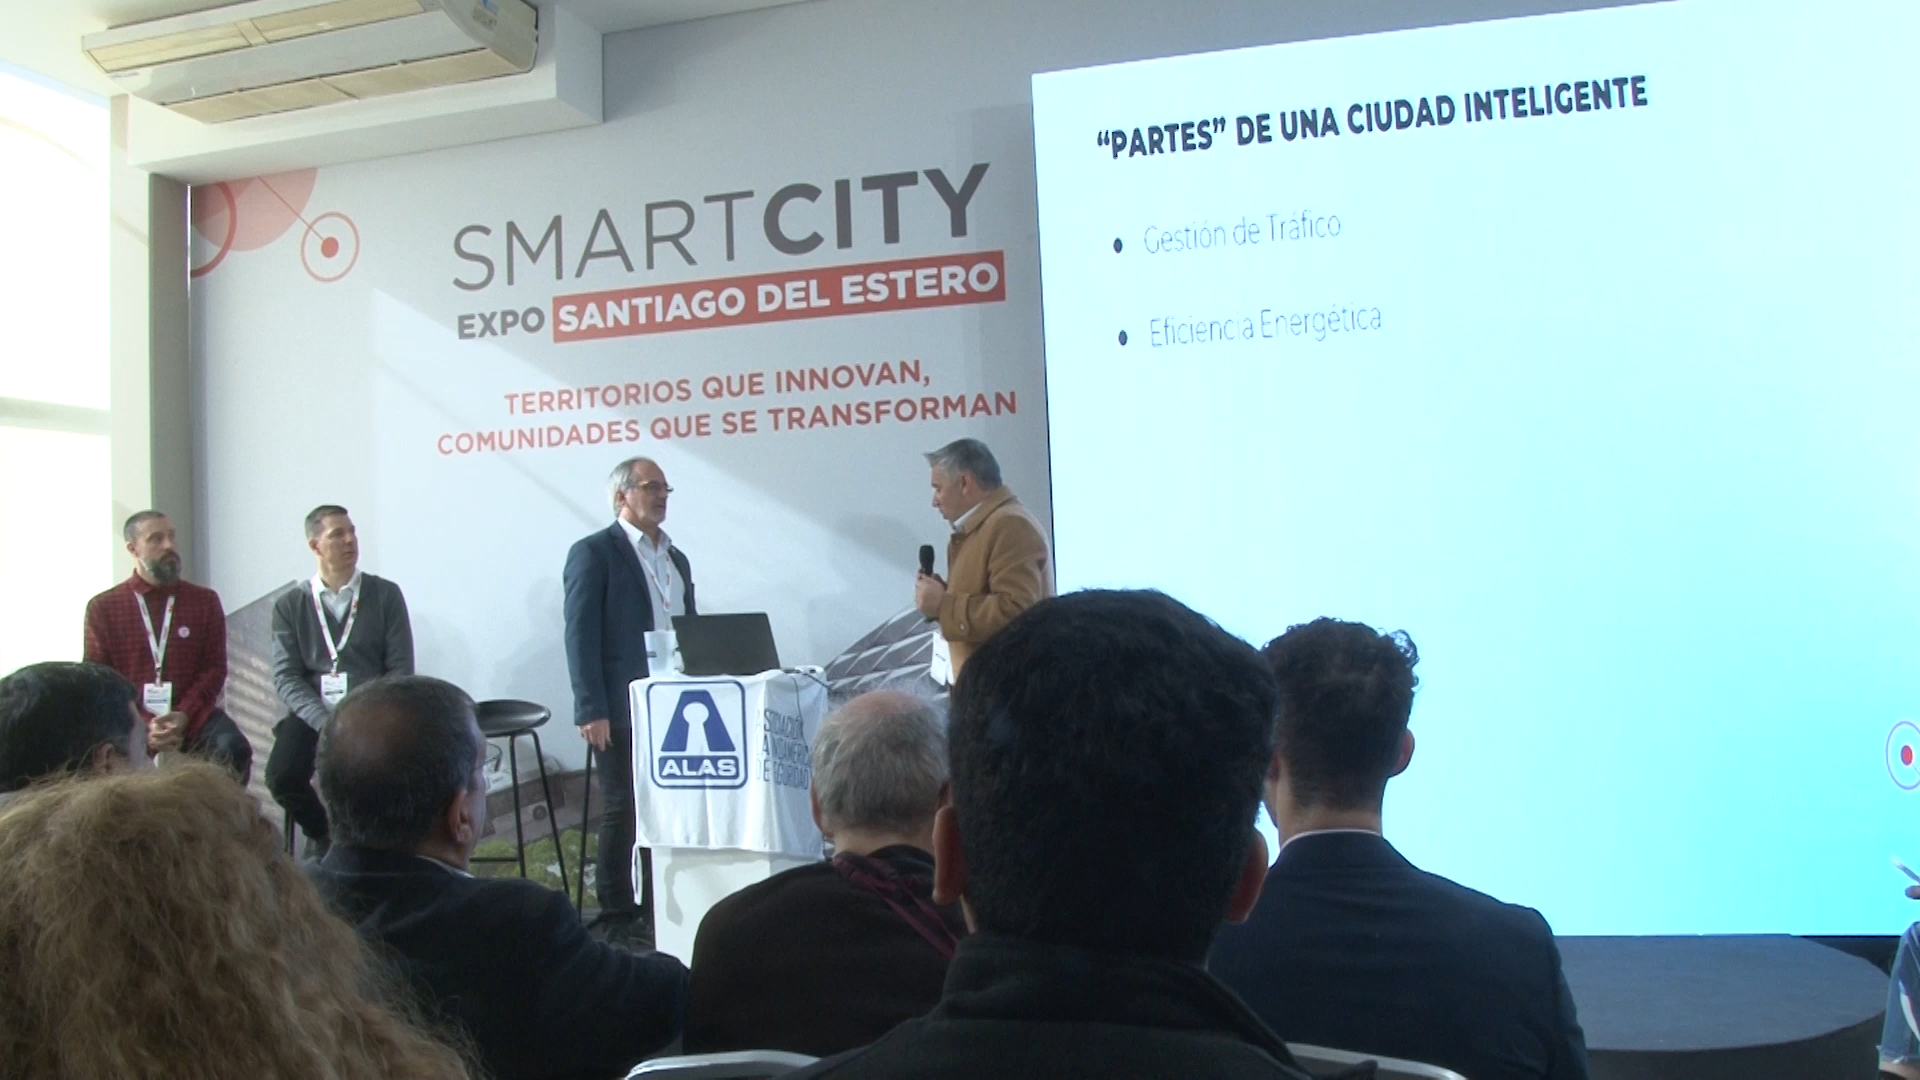 SMARTCITY
EXPO SANTIAGO DEL ESTERO
TERRITORIOS QUE INNOVAN,
COMUNIDADES QUE SE TRANSFORMAN
“PARTES” DE UNA CIUDAD INTELIGENTE
• Gestión de Tráfico
• Eficiencia Energética
ALAS